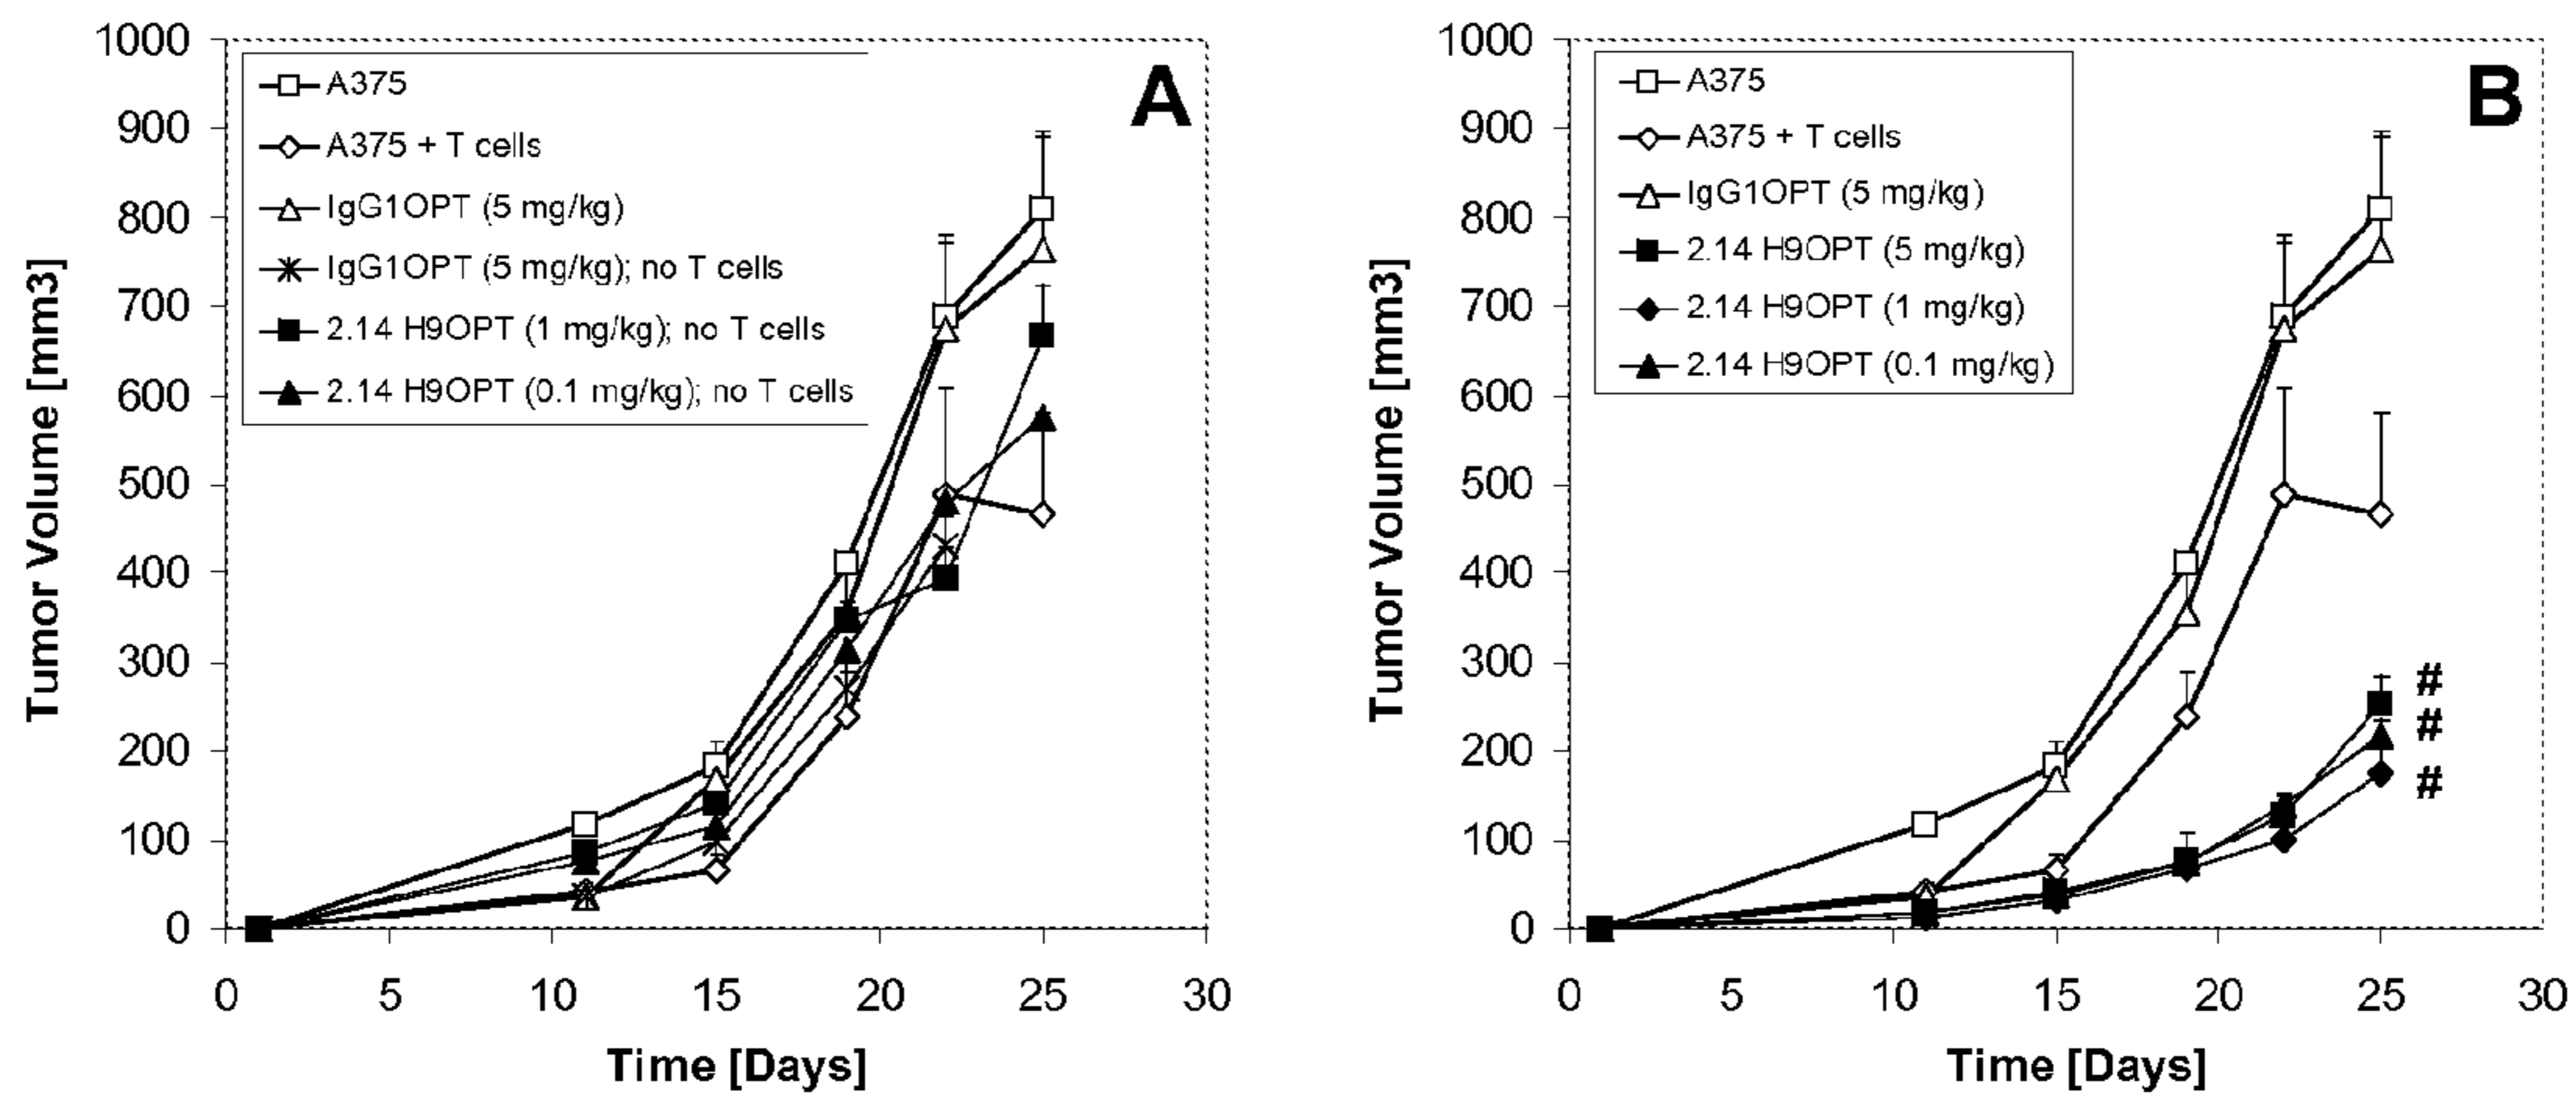 A
A375
A375 + T cells
IgG1OPT (5 mg/kg)
IgG1OPT (5 mg/kg); no T cells
2.14 H9OPT (1 mg/kg); no T cells
2.14 H9OPT (0.1 mg/kg); no T cells
Tumor Volume [mm3]
1000
900
800
700
600
500
400
300
200
100
0
0 5 10 15 20 25 30
Time [Days]
B
A375
A375 + T cells
IgG1OPT (5 mg/kg)
2.14 H9OPT (5 mg/kg)
2.14 H9OPT (1 mg/kg)
2.14 H9OPT (0.1 mg/kg)
Tumor Volume [mm3]
1000
900
800
700
600
500
400
300
200
100
0
#
#
#
0 5 10 15 20 25 30
Time [Days]